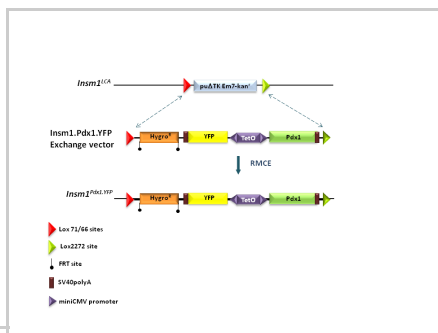 Insm1LCA
puΔTK Em7-kanr
Insm1.Pdx1.YFP
Exchange vector
HygroR YFP TetO Pdx1
RMCE
Insm1Pdx1.YFP
HygroR YFP TetO Pdx1
Lox 71/66 sites
Lox2272 site
FRT site
SV40polyA
miniCMV promoter